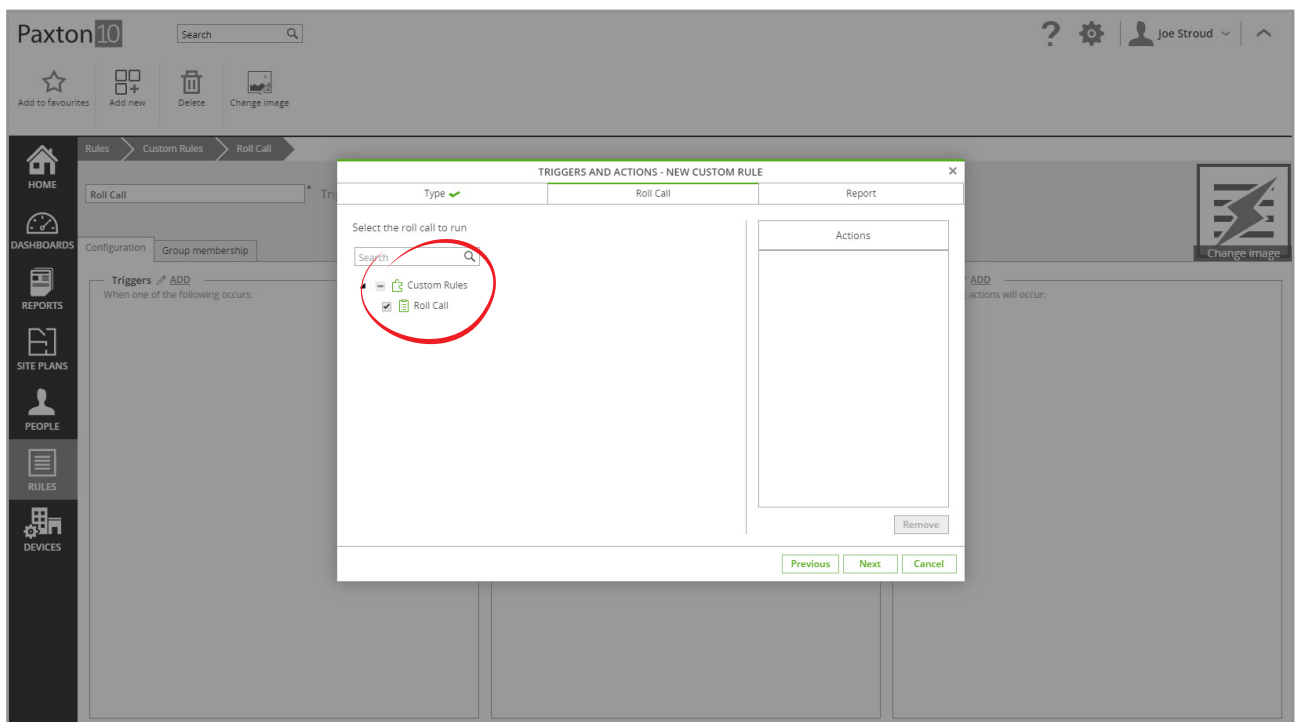 Paxton 10
Search
Joe Stroud
Add to favourites
Add new
Delete
Change image
HOME
DASHBOARDS
REPORTS
SITE PLANS
PEOPLE
RULES
DEVICES
Rules
Custom Rules
Roll Call
Roll Call
*
Configuration
Group membership
Triggers ADD
When one of the following occurs:
TRIGGERS AND ACTIONS - NEW CUSTOM RULE
Type
Roll Call
Report
Select the roll call to run
Search
Custom Rules
Roll Call
Actions
Remove
Previous
Next
Cancel
Change image
ADD
actions will occur: